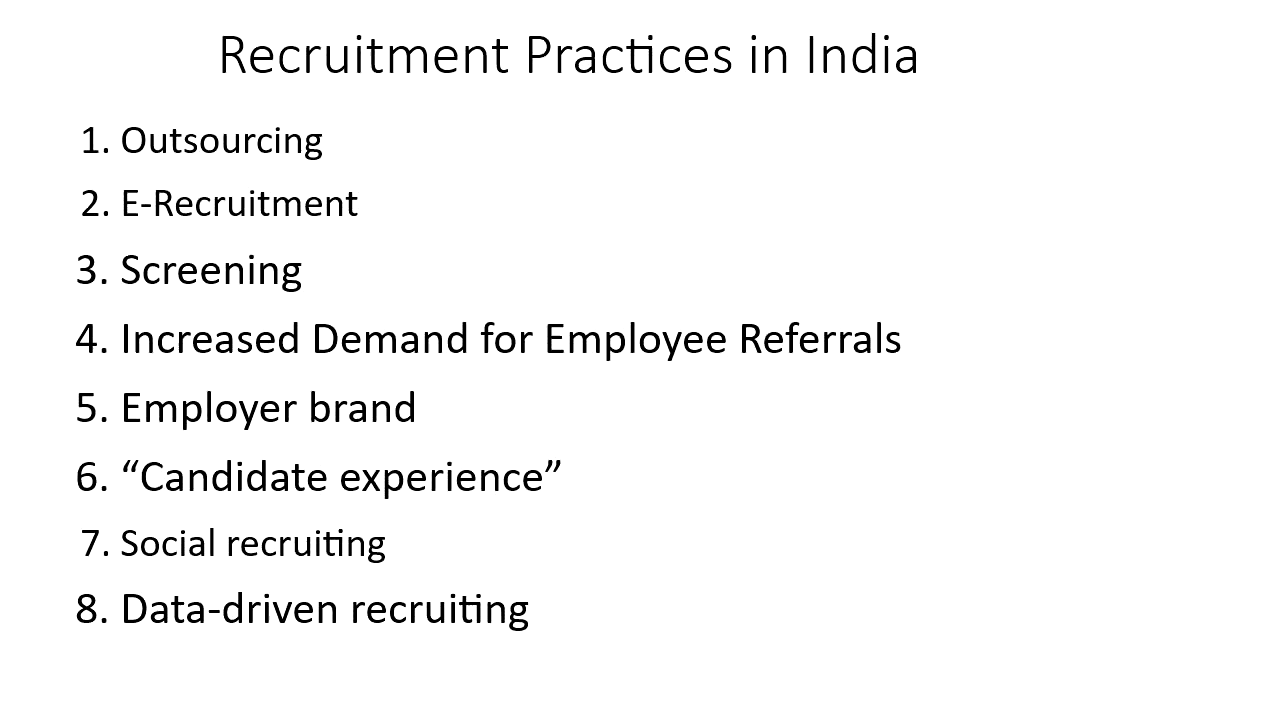 Recruitment Practices in India
1. Outsourcing
2. E-Recruitment
3. Screening
4. Increased Demand for Employee Referrals
5. Employer brand
6. “Candidate experience”
7. Social recruiting
8. Data-driven recruiting